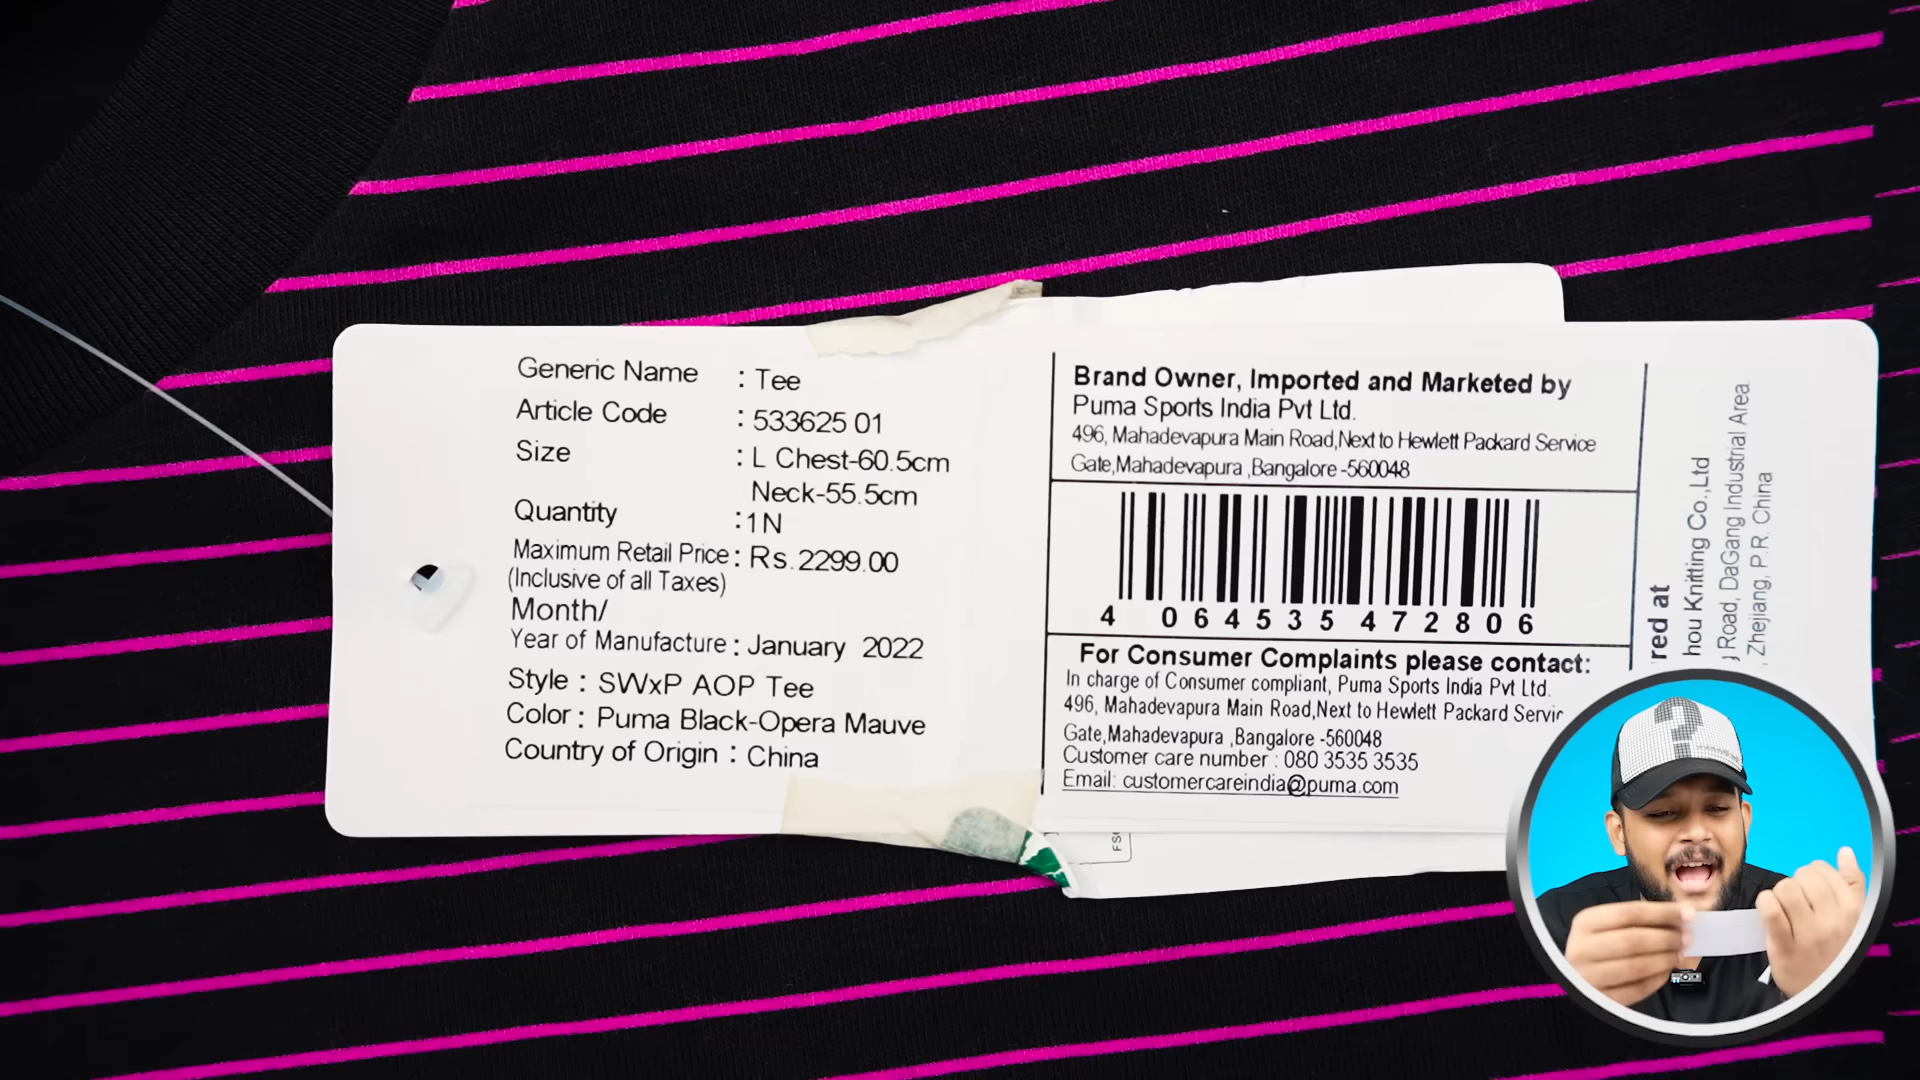 Generic Name : Tee
Article Code : 533625 01
Size : L Chest-60.5cm
Neck-55.5cm
Quantity : 1N
Maximum Retail Price : Rs.2299.00
(Inclusive of all Taxes)
Month/
Year of Manufacture : January 2022
Style : SWxP AOP Tee
Color : Puma Black-Opera Mauve
Country of Origin : China
Brand Owner, Imported and Marketed by
Puma Sports India Pvt Ltd.
496, Mahadevapura Main Road,Next to Hewlett Packard Service
Gate,Mahadevapura ,Bangalore -560048
4 064535 472806
For Consumer Complaints please contact:
In charge of Consumer compliant, Puma Sports India Pvt Ltd.
496, Mahadevapura Main Road,Next to Hewlett Packard Servic
Gate,Mahadevapura ,Bangalore -560048
Customer care number : 080 3535 3535
Email: customercareindia@puma.com
red at
hou Knitting Co.,Ltd
Road, DaGang Industrial Area
, Zhejiang, P.R. China
FS
?